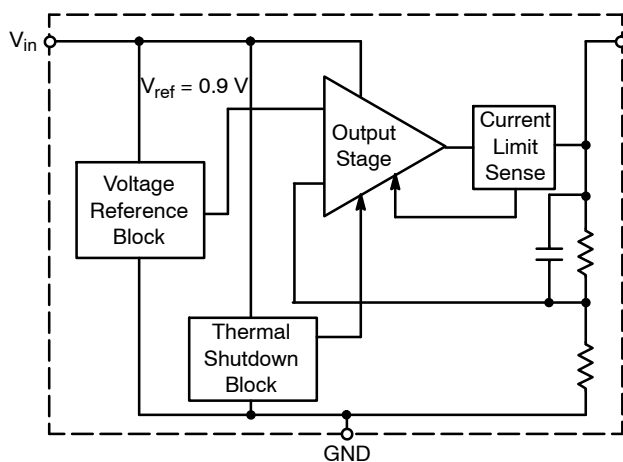 Vin
Vref = 0.9 V
Output
Stage
Current
Limit
Sense
Voltage
Reference
Block
Thermal
Shutdown
Block
GND